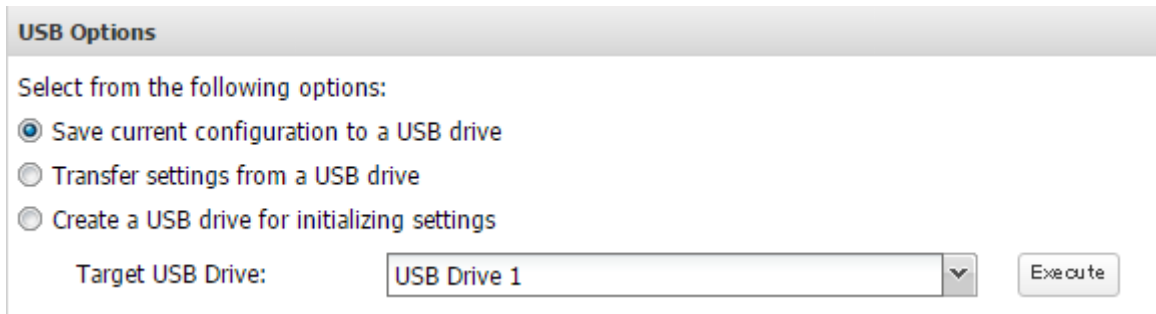 USB Options
Select from the following options:
Save current configuration to a USB drive
Transfer settings from a USB drive
Create a USB drive for initializing settings
Target USB Drive: USB Drive 1 Execute